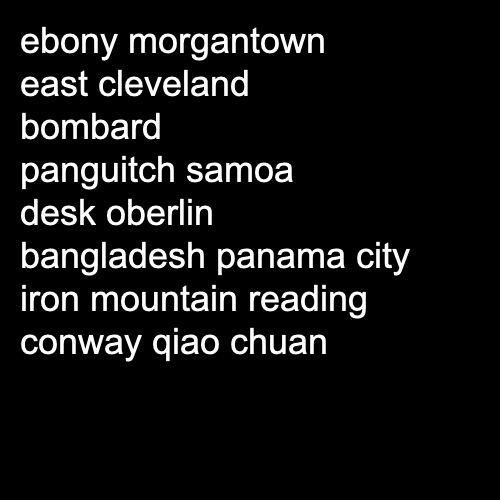 ebony morgantown
east cleveland
bombard
panguitch samoa
desk oberlin
bangladesh panama city
iron mountain reading
conway qiao chuan